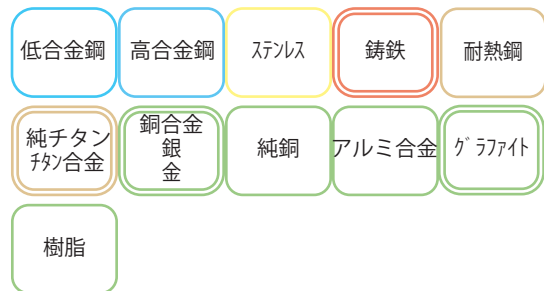 低合金鋼
高合金鋼
ｽﾃﾝﾚｽ
鋳鉄
耐熱鋼
純チタン
ﾁﾀﾝ合金
銅合金
銀
金
純銅
アルミ合金
ｸﾞﾗﾌｧｲﾄ
樹脂